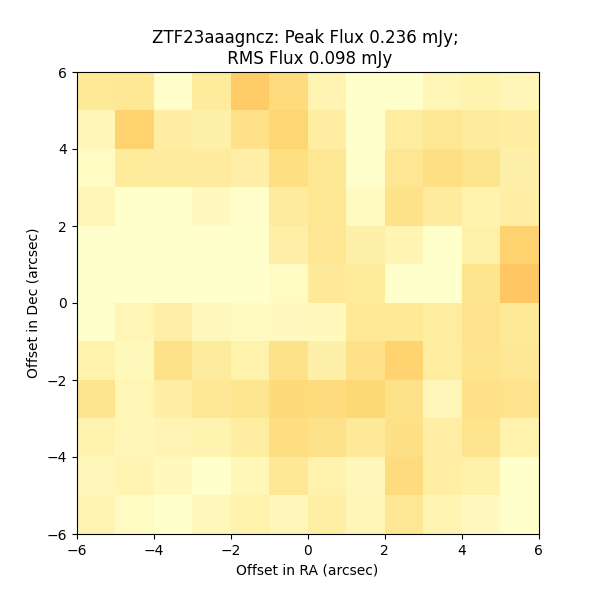 ZTF23aaagncz: Peak Flux 0.236 mJy;
RMS Flux 0.098 mJy
6
4
2
0
−2
−4
−6
Offset in Dec (arcsec)
−6 −4 −2 0 2 4 6
Offset in RA (arcsec)